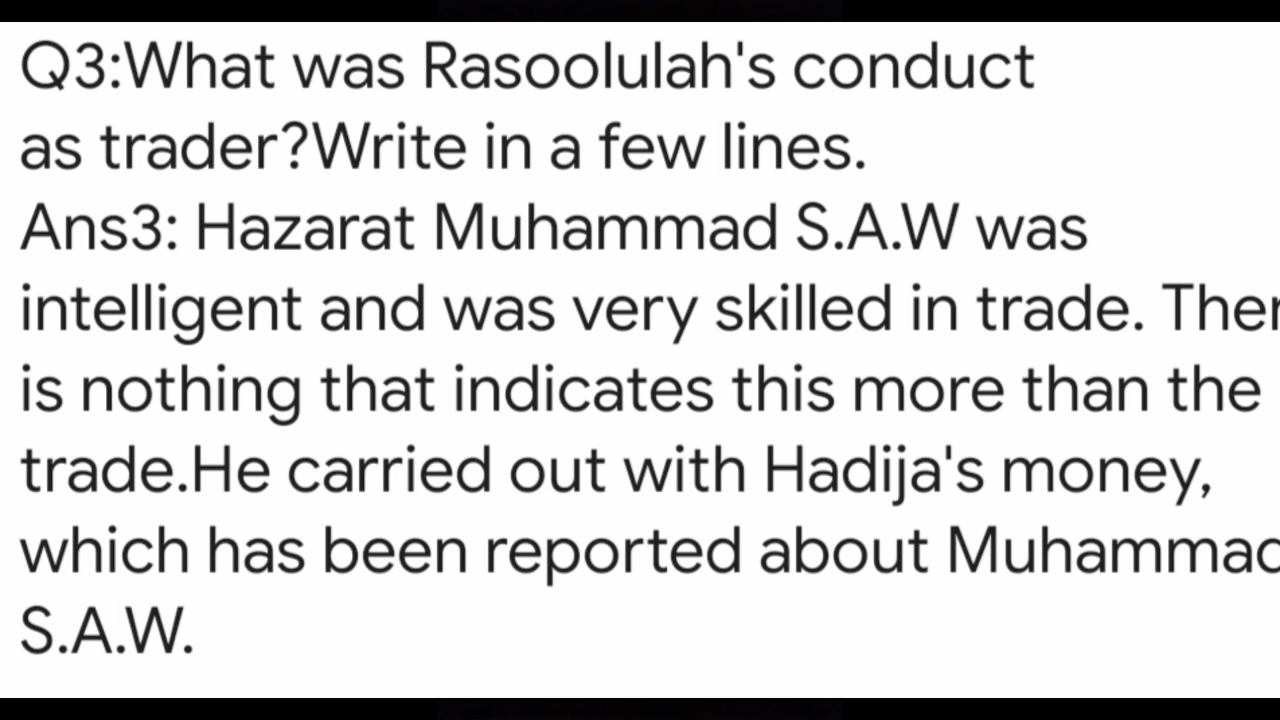 Q3:What was Rasoolulah's conduct
as trader?Write in a few lines.
Ans3: Hazarat Muhammad S.A.W was
intelligent and was very skilled in trade.
is nothing that indicates this more than the
trade.He carried out with Hadija's money,
which has been reported about
S.A.W.